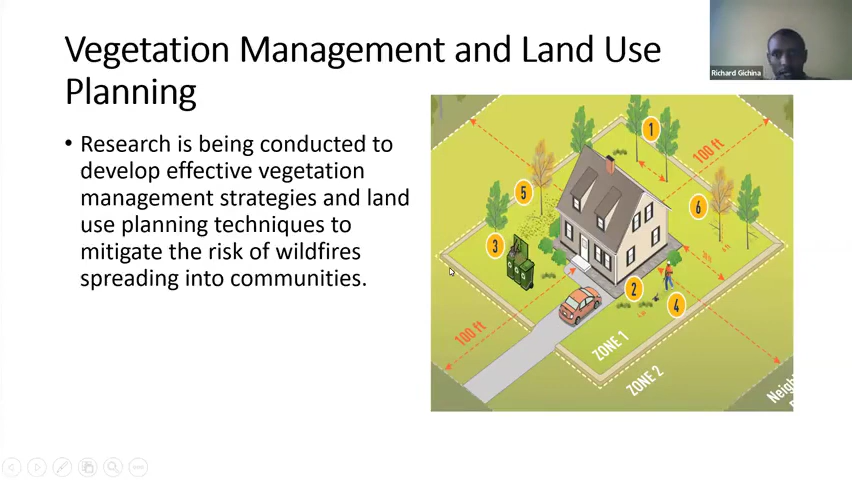 Vegetation Management and Land Use
Planning
Richard Gichina
• Research is being conducted to
develop effective vegetation
management strategies and land
use planning techniques to
mitigate the risk of wildfires
spreading into communities.
1
100 ft
5
6
3
2
4
100 ft
ZONE 1
ZONE 2